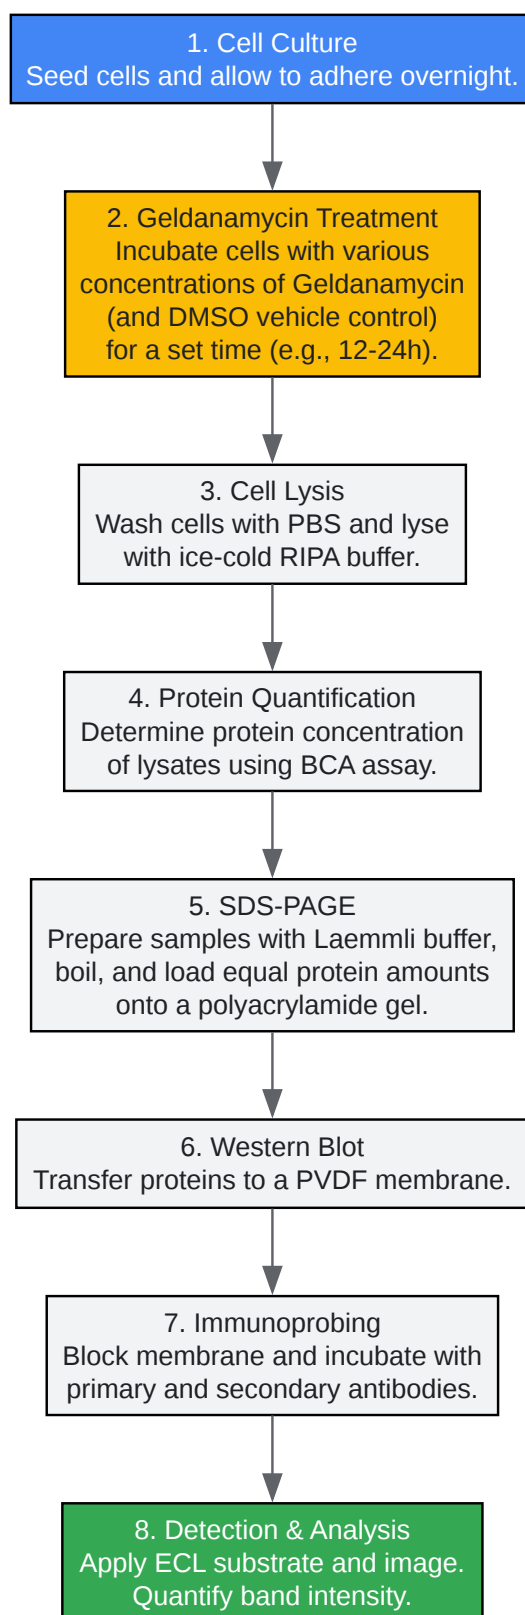 1. Cell Culture
Seed cells and allow to adhere overnight.
2. Geldanamycin Treatment
Incubate cells with various
concentrations of Geldanamycin
(and DMSO vehicle control)
for a set time (e.g., 12-24h).
3. Cell Lysis
Wash cells with PBS and lyse
with ice-cold RIPA buffer.
4. Protein Quantification
Determine protein concentration
of lysates using BCA assay.
5. SDS-PAGE
Prepare samples with Laemmli buffer,
boil, and load equal protein amounts
onto a polyacrylamide gel.
6. Western Blot
Transfer proteins to a PVDF membrane.
7. Immunoprobing
Block membrane and incubate with
primary and secondary antibodies.
8. Detection & Analysis
Apply ECL substrate and image.
Quantify band intensity.